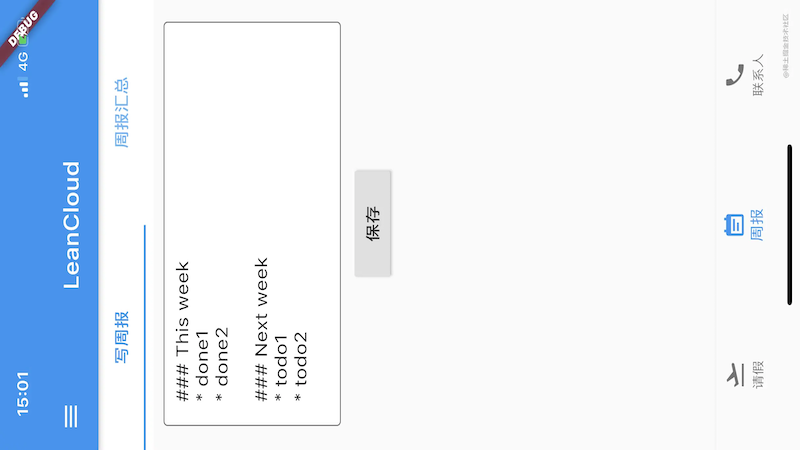 DEBUG
15:01
4G
LeanCloud
写周报
周报汇总
### This week
* done1
* done2
### Next week
* todo1
* todo2
保存
请假
周报
联系人
@稀土掘金技术社区